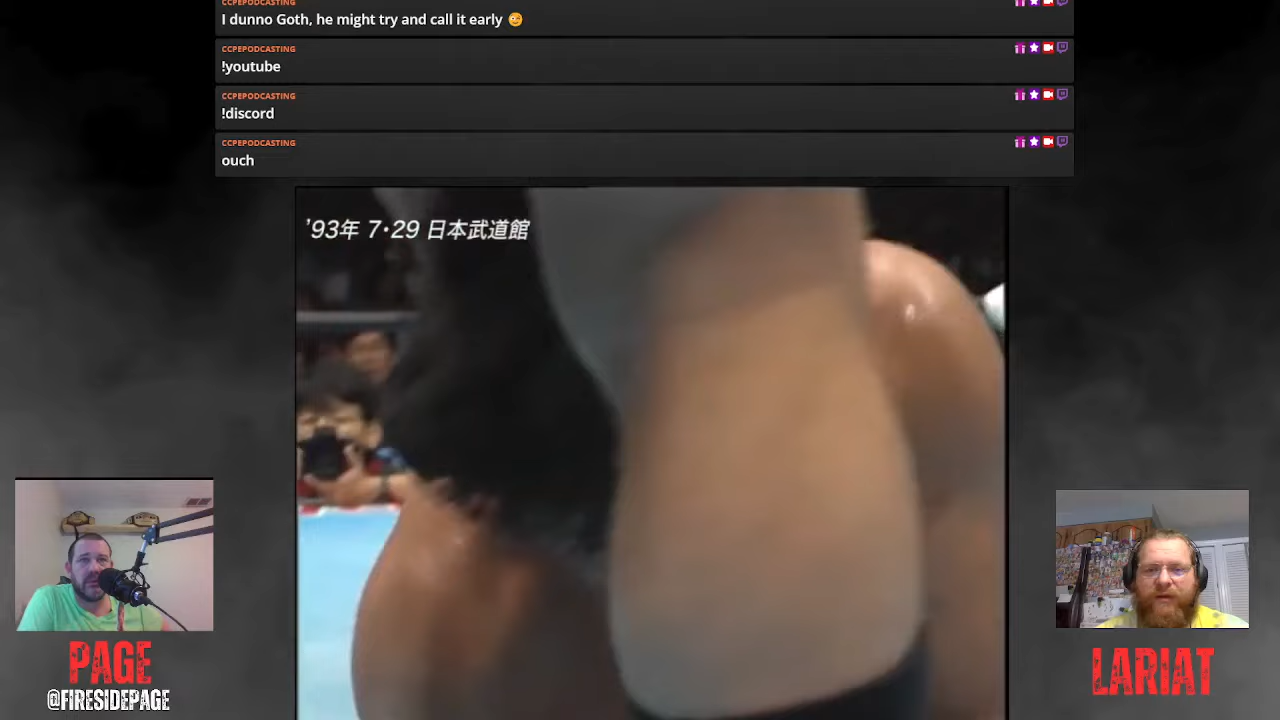 CCPEPODCASTING
I dunno Goth, he might try and call it early
CCPEPODCASTING
!youtube
CCPEPODCASTING
!discord
CCPEPODCASTING
ouch
'93年 7・29 日本武道館
PAGE
@FIRESIDEPAGE
LARIAT